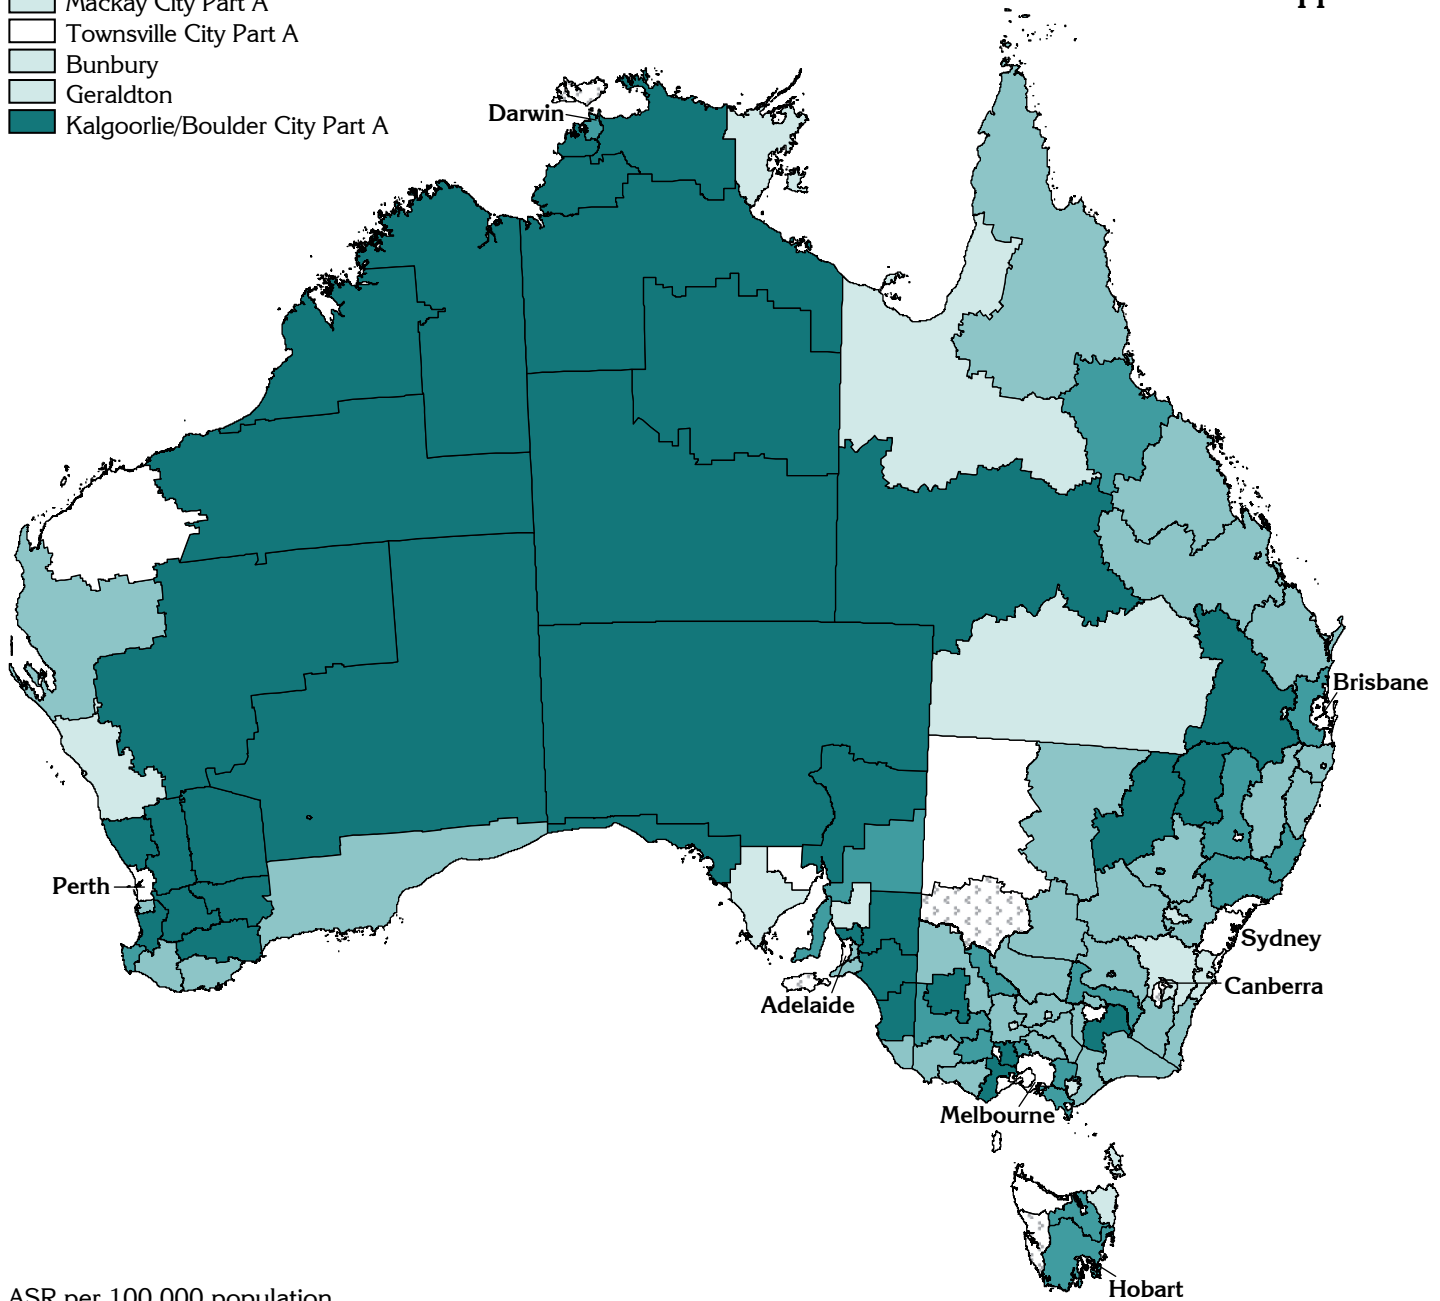 Mackay City Part A
Townsville City Part A
Bunbury
Geraldton
Kalgoorlie/Boulder City Part A
Darwin
Brisbane
Perth
Sydney
Canberra
Adelaide
Melbourne
Hobart
ASR per 100,000 population